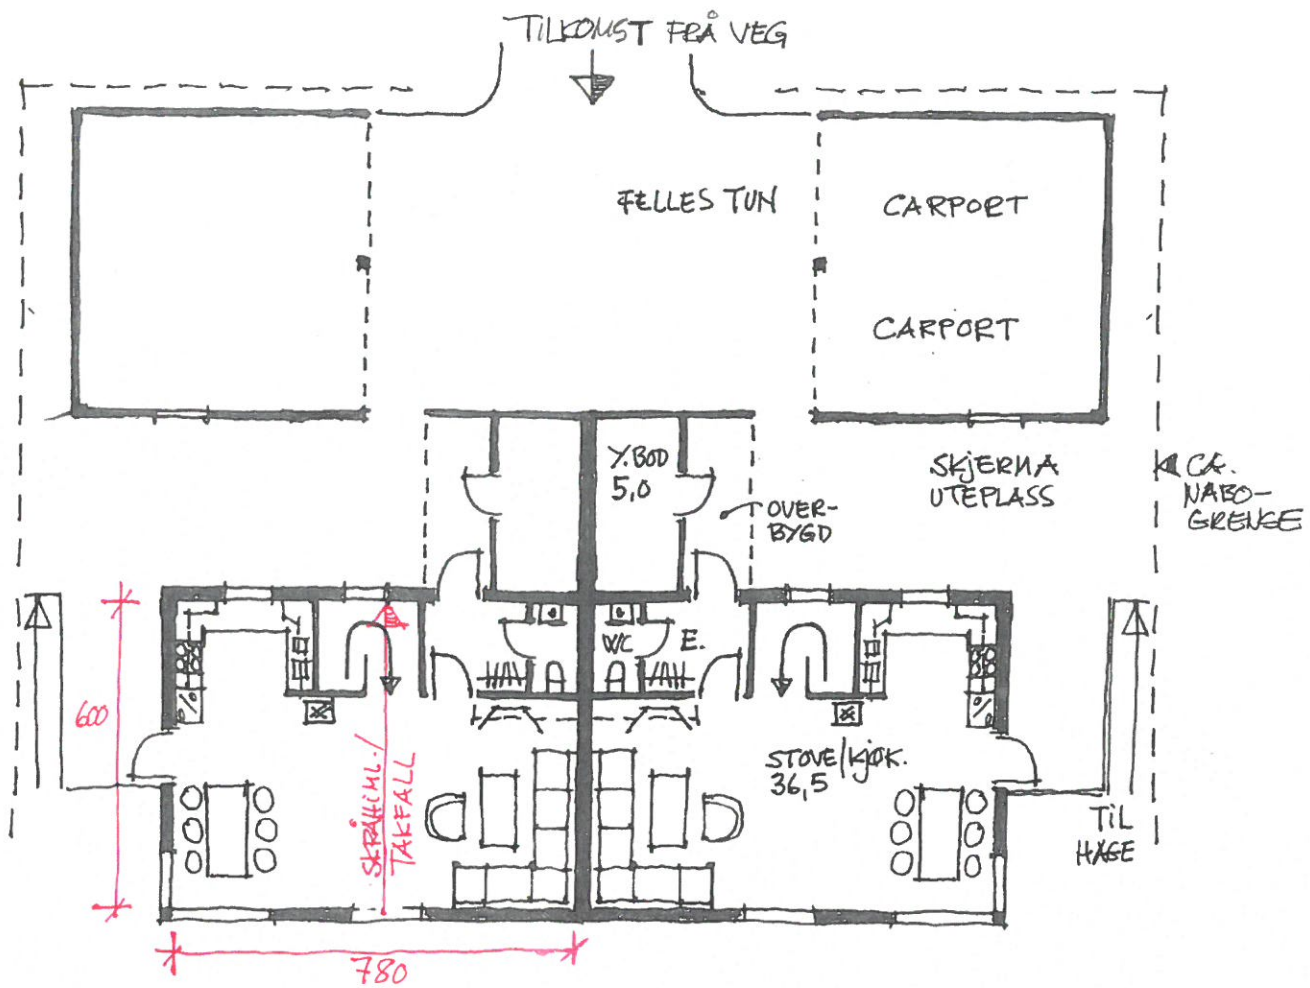 TILKOMST FRÅ VEG
FELLES TUN
CARPORT
CARPORT
Y.BOD
5,0
SKJERMA
UTEPLASS
CA.
NABO-
GRENSE
OVER-
BYGD
WC
E.
600
SKRÅHIML./
TAKFALL
STOVE/KJØK.
36,5
TIL
HAGE
780